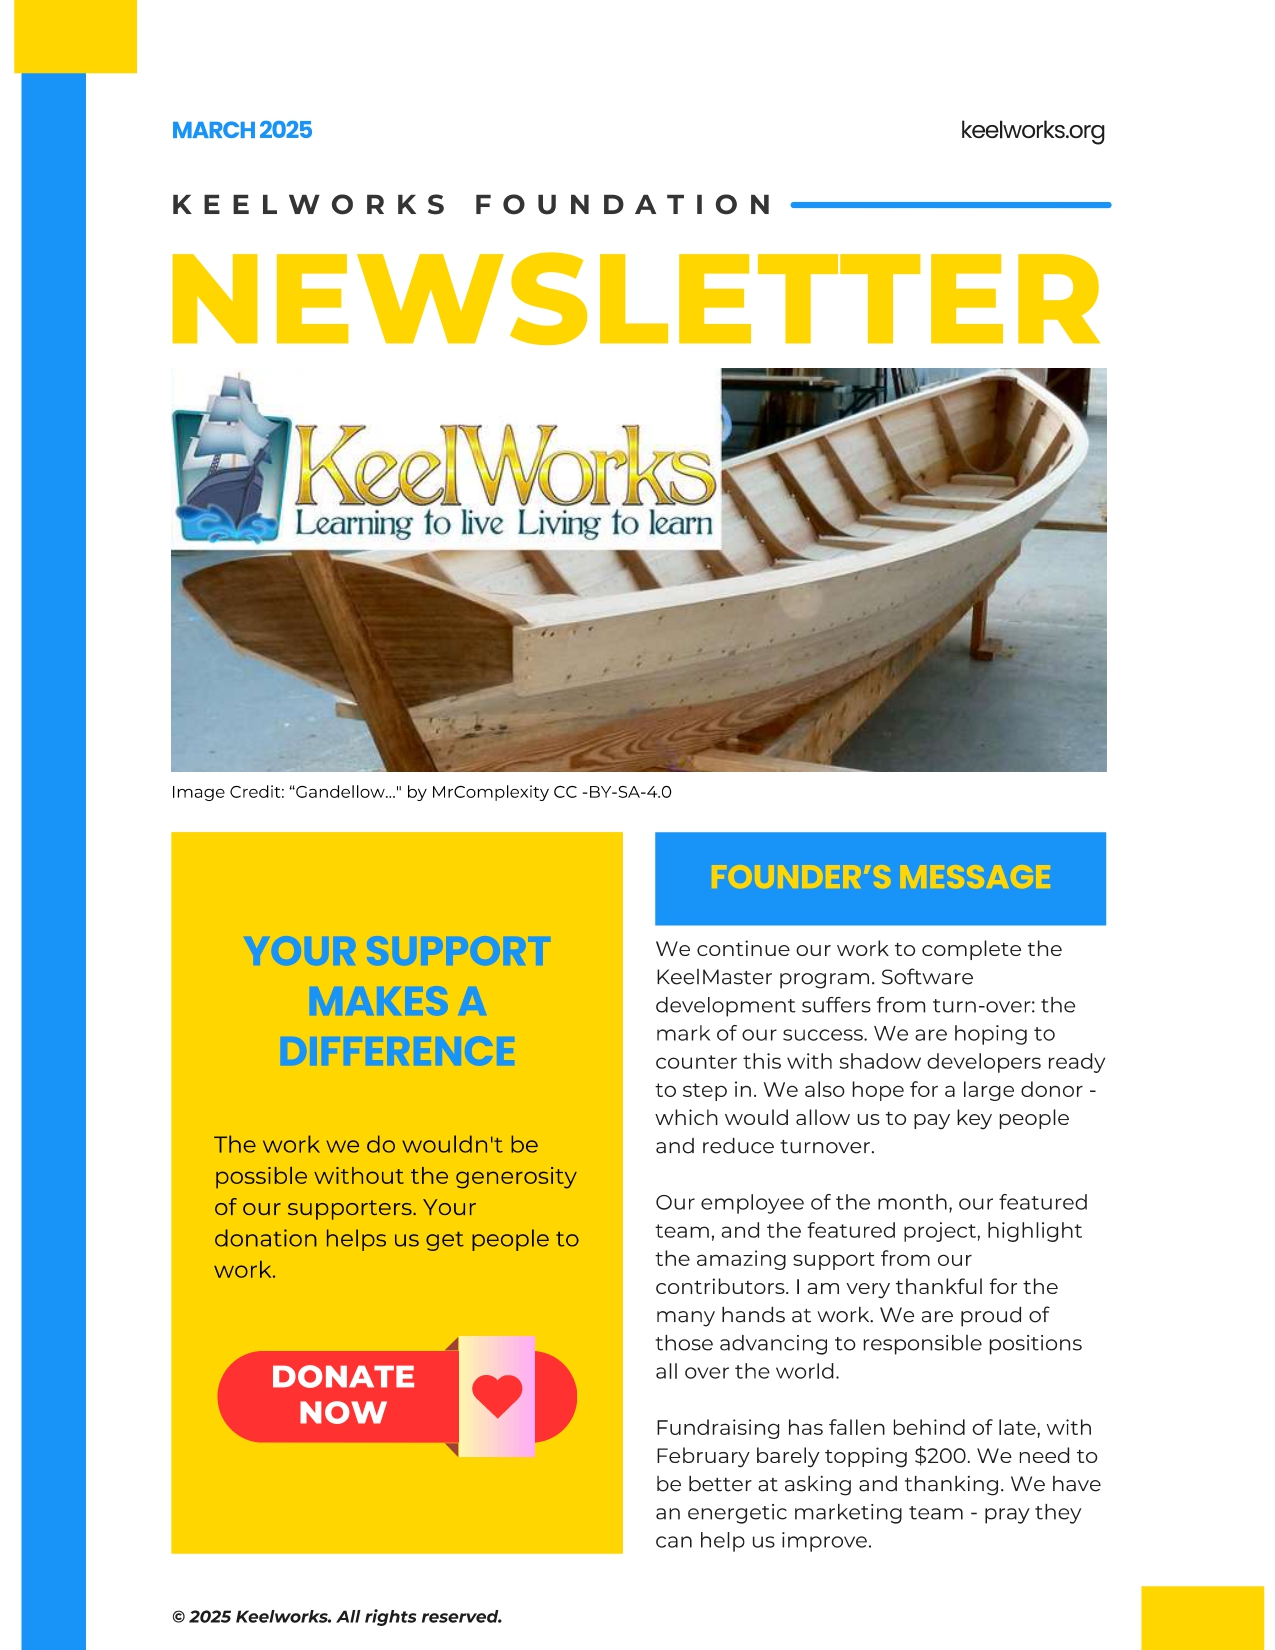 MARCH 2025
keelworks.org
KEELWORKS FOUNDATION
NEWSLETTER
KeelWorks
Learning to live Living to learn
Image Credit: “Gandellow..." by MrComplexity CC -BY-SA-4.0
YOUR SUPPORT
MAKES A
DIFFERENCE
The work we do wouldn't be
possible without the generosity
of our supporters. Your
donation helps us get people to
work.
DONATE
NOW
FOUNDER’S MESSAGE
We continue our work to complete the
KeelMaster program. Software
development suffers from turn-over: the
mark of our success. We are hoping to
counter this with shadow developers ready
to step in. We also hope for a large donor -
which would allow us to pay key people
and reduce turnover.
Our employee of the month, our featured
team, and the featured project, highlight
the amazing support from our
contributors. I am very thankful for the
many hands at work. We are proud of
those advancing to responsible positions
all over the world.
Fundraising has fallen behind of late, with
February barely topping $200. We need to
be better at asking and thanking. We have
an energetic marketing team - pray they
can help us improve.
© 2025 Keelworks. All rights reserved.